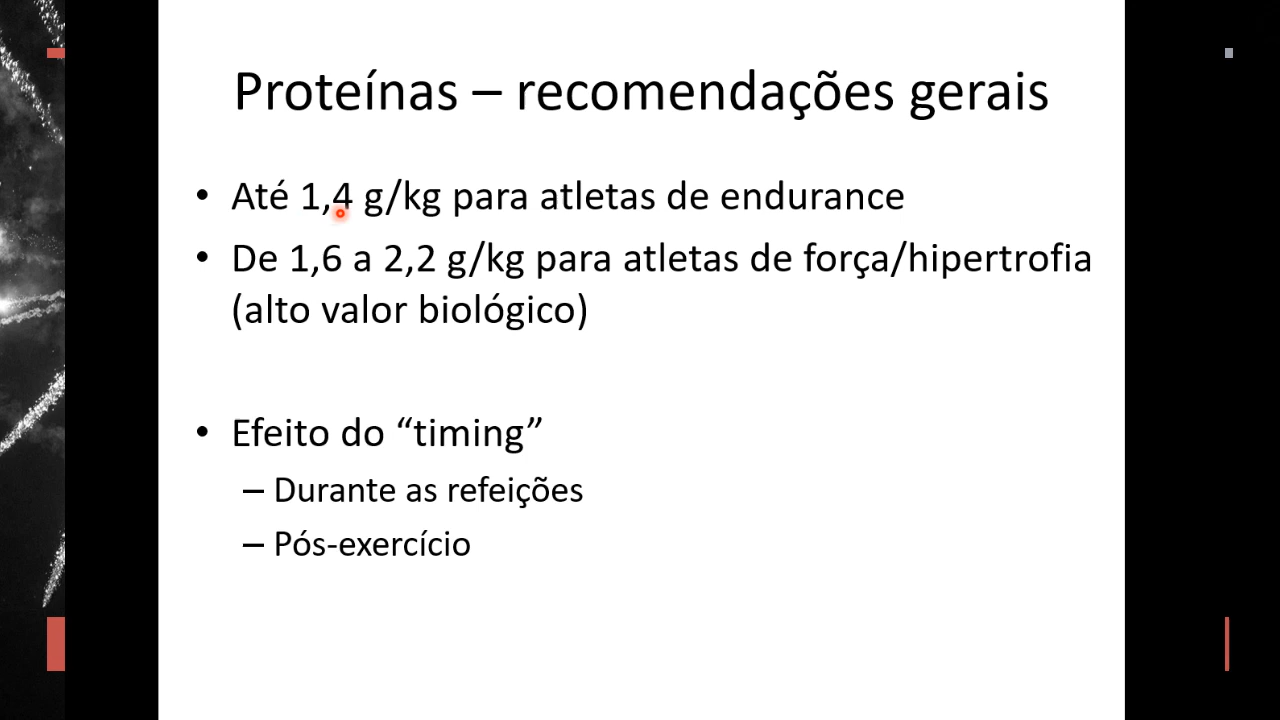 Proteínas – recomendações gerais
• Até 1,4 g/kg para atletas de endurance
• De 1,6 a 2,2 g/kg para atletas de força/hipertrofia
(alto valor biológico)
• Efeito do “timing”
– Durante as refeições
– Pós-exercício